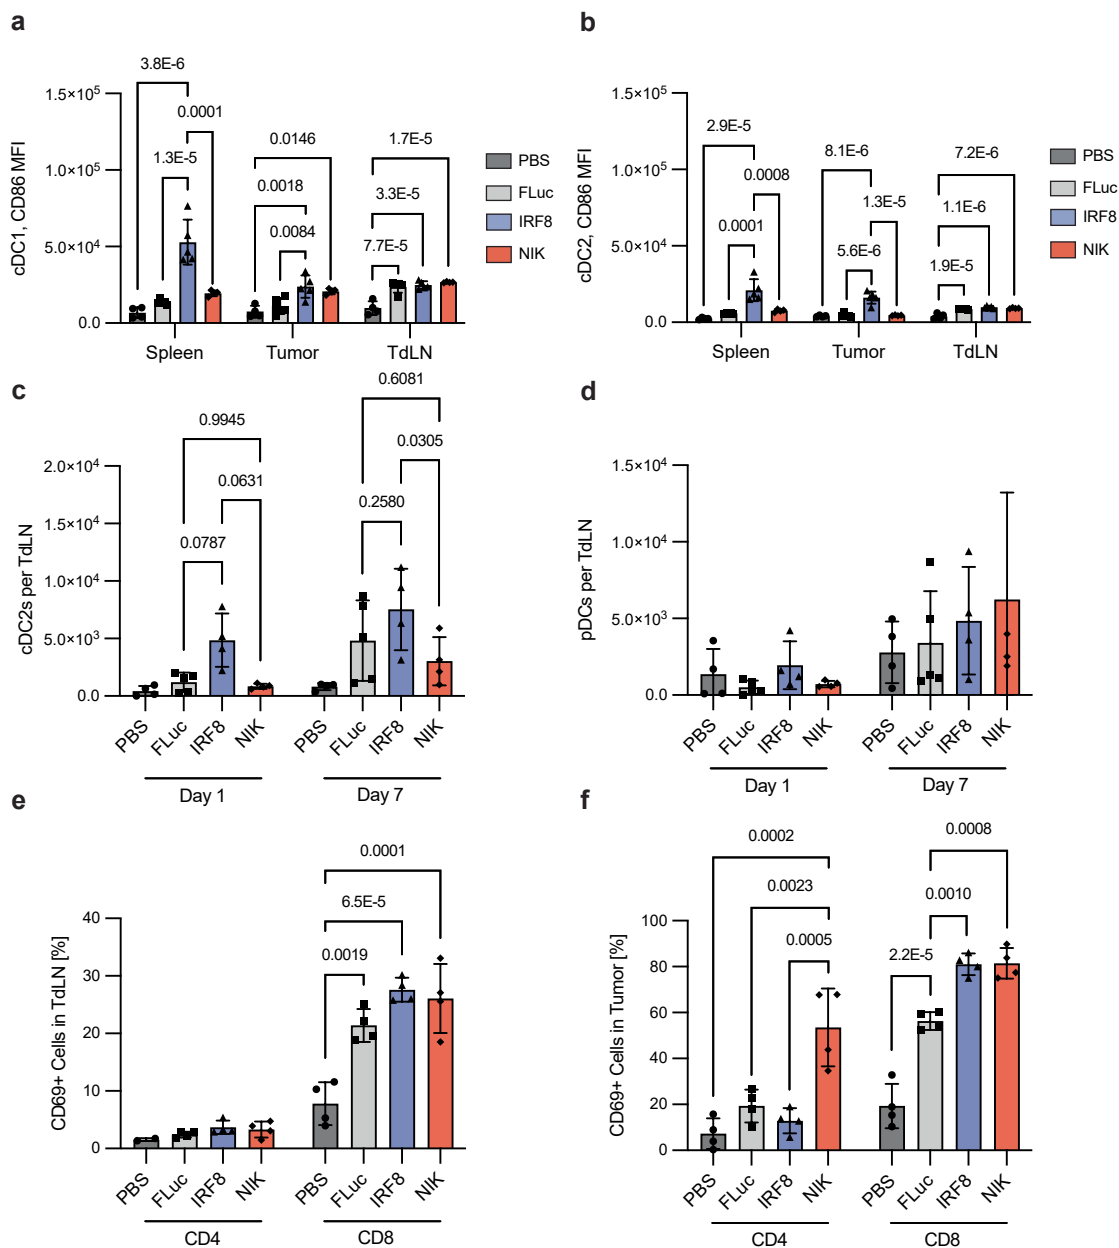 a
3.8E-6
0.0001
1.3E-5
0.0146
0.0018
0.0084
1.7E-5
3.3E-5
7.7E-5
1.5×10⁵
1.0×10⁵
5.0×10⁴
0.0
cDC1, CD86 MFI
Spleen
Tumor
TdLN
PBS
FLuc
IRF8
NIK
b
2.9E-5
0.0008
0.0001
8.1E-6
1.3E-5
5.6E-6
7.2E-6
1.1E-6
1.9E-5
1.5×10⁵
1.0×10⁵
5.0×10⁴
0.0
cDC2, CD86 MFI
Spleen
Tumor
TdLN
PBS
FLuc
IRF8
NIK
c
0.9945
0.0631
0.0787
0.6081
0.0305
0.2580
2.0×10⁴
1.5×10⁴
1.0×10⁴
5.0×10³
0.0
cDC2s per TdLN
PBS
FLuc
IRF8
NIK
PBS
FLuc
IRF8
NIK
Day 1
Day 7
d
1.5×10⁴
1.0×10⁴
5.0×10³
0.0
pDCs per TdLN
PBS
FLuc
IRF8
NIK
PBS
FLuc
IRF8
NIK
Day 1
Day 7
e
0.0001
6.5E-5
0.0019
40
30
20
10
0
CD69+ Cells in TdLN [%]
PBS
FLuc
IRF8
NIK
PBS
FLuc
IRF8
NIK
CD4
CD8
f
0.0002
0.0023
0.0005
0.0008
0.0010
2.2E-5
100
80
60
40
20
0
CD69+ Cells in Tumor [%]
PBS
FLuc
IRF8
NIK
PBS
FLuc
IRF8
NIK
CD4
CD8